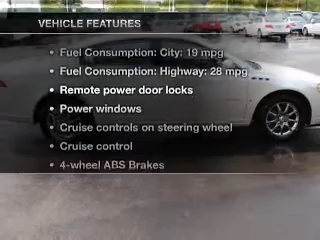 VEHICLE FEATURES
• Fuel Consumption: City: 19 mpg
• Fuel Consumption: Highway: 28 mpg
• Remote power door locks
• Power windows
• Cruise controls on steering wheel
• Cruise control
• 4-wheel ABS Brakes